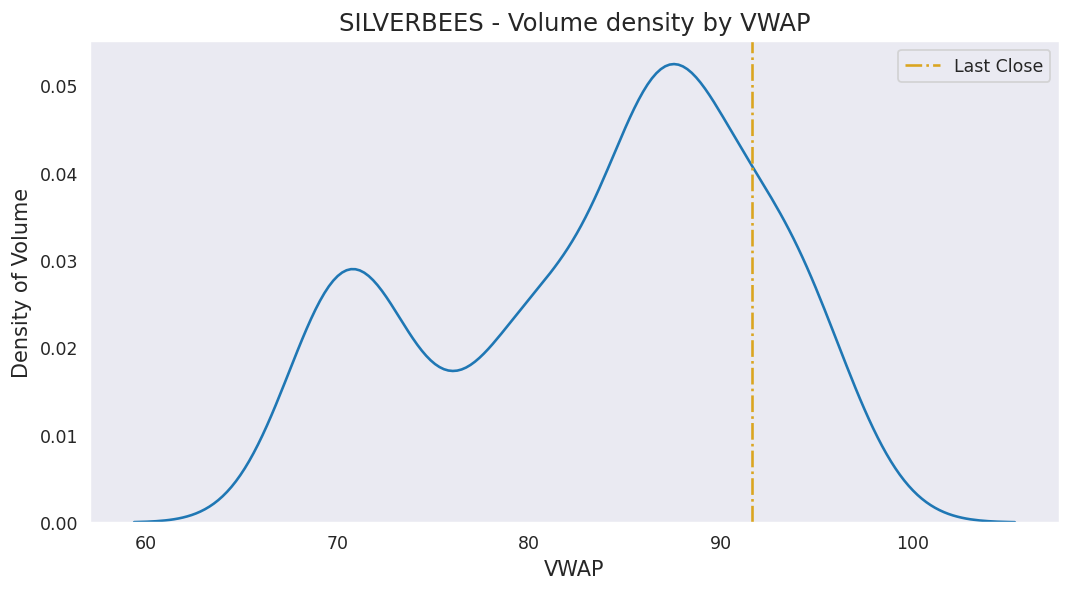 SILVERBEES - Volume density by VWAP
Last Close
Density of Volume
0.05
0.04
0.03
0.02
0.01
0.00
60 70 80 90 100
VWAP